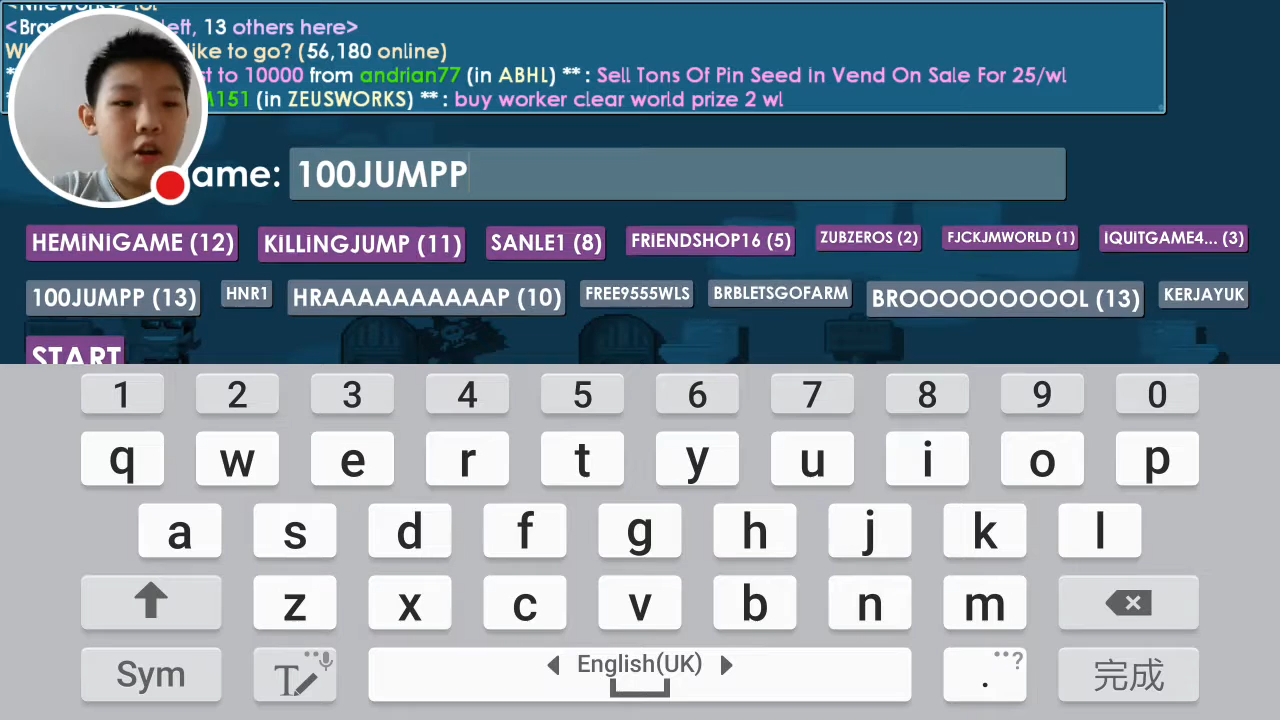 <Niteworks> lol
<Bra left, 13 others here>
Wh like to go? (56,180 online)
** st to 10000 from andrian77 (in ABHL) ** : Sell Tons Of Pin Seed In Vend On Sale For 25/wl
* 151 (in ZEUSWORKS) ** : buy worker clear world prize 2 wl
ame: 100JUMPP
HEMiNiGAME (12) KiLLiNGJUMP (11) SANLE1 (8) FRIENDSHOP16 (5) ZUBZEROS (2) FJCKJMWORLD (1) IQUITGAME4... (3)
100JUMPP (13) HNR1 HRAAAAAAAAAAP (10) FREE9555WLS BRBLETSGOFARM BROOOOOOOOOL (13) KERJAYUK
START
1 2 3 4 5 6 7 8 9 0
q w e r t y u i o p
a s d f g h j k l
z x c v b n m
Sym T English(UK) . ? 完成